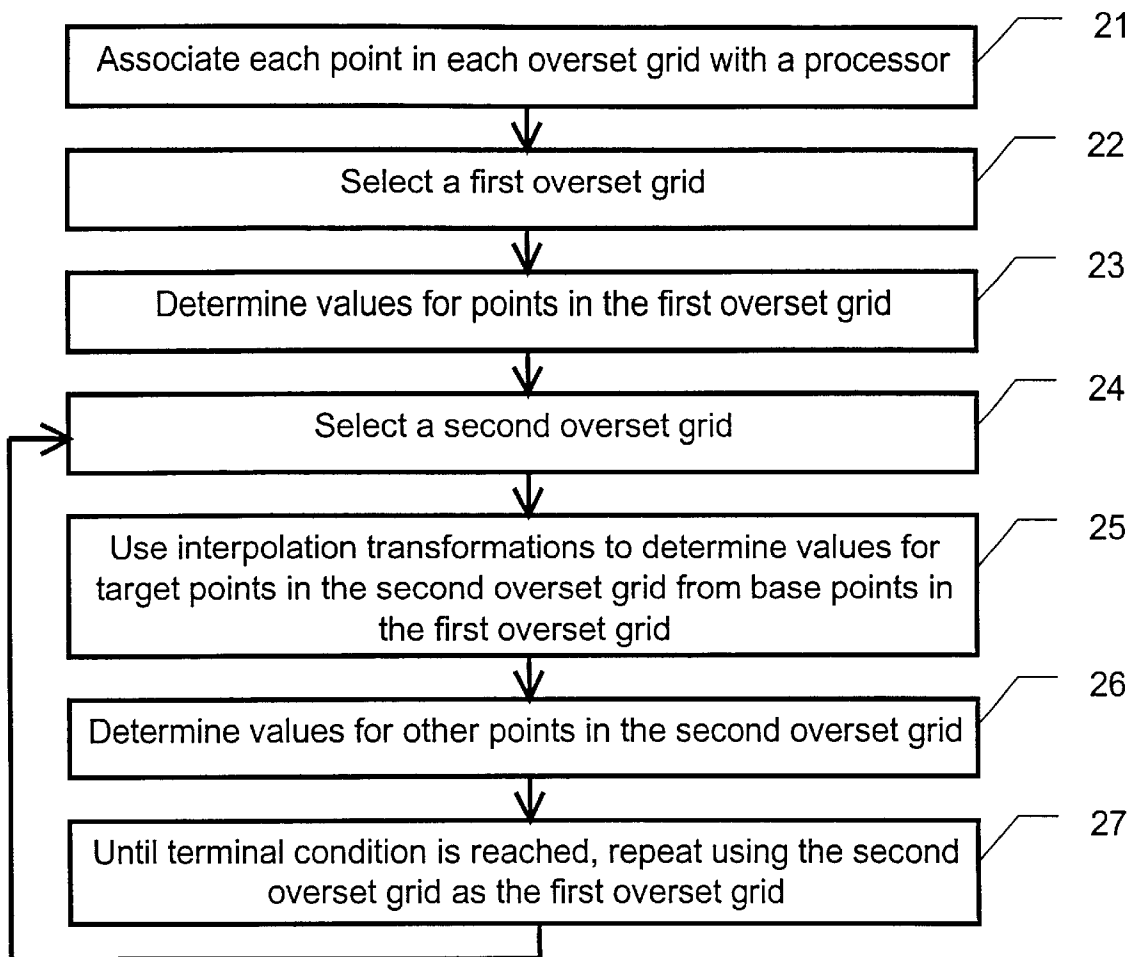 21
Associate each point in each overset grid with a processor
22
Select a first overset grid
23
Determine values for points in the first overset grid
24
Select a second overset grid
25
Use interpolation transformations to determine values for
target points in the second overset grid from base points in
the first overset grid
26
Determine values for other points in the second overset grid
27
Until terminal condition is reached, repeat using the second
overset grid as the first overset grid